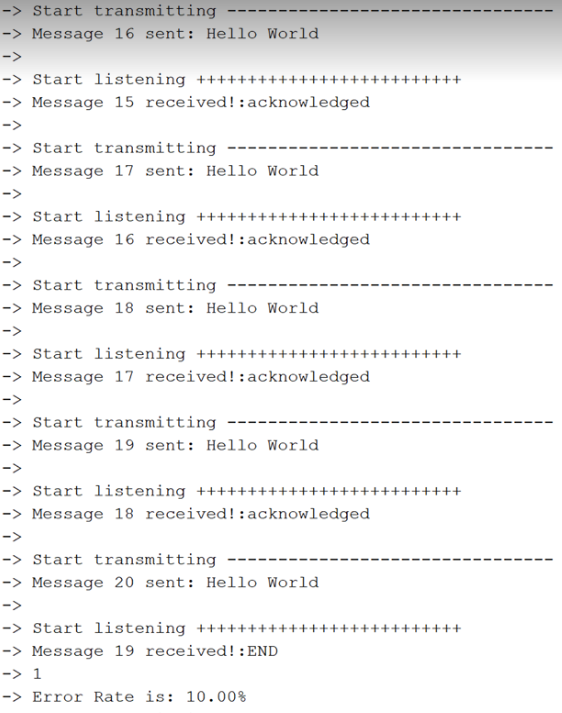 -> Start transmitting --------------------------------
-> Message 16 sent: Hello World
->
-> Start listening ++++++++++++++++++++++++++
-> Message 15 received!:acknowledged
->
-> Start transmitting --------------------------------
-> Message 17 sent: Hello World
->
-> Start listening ++++++++++++++++++++++++++
-> Message 16 received!:acknowledged
->
-> Start transmitting --------------------------------
-> Message 18 sent: Hello World
->
-> Start listening ++++++++++++++++++++++++++
-> Message 17 received!:acknowledged
->
-> Start transmitting --------------------------------
-> Message 19 sent: Hello World
->
-> Start listening ++++++++++++++++++++++++++
-> Message 18 received!:acknowledged
->
-> Start transmitting --------------------------------
-> Message 20 sent: Hello World
->
-> Start listening ++++++++++++++++++++++++++
-> Message 19 received!:END
-> 1
-> Error Rate is: 10.00%